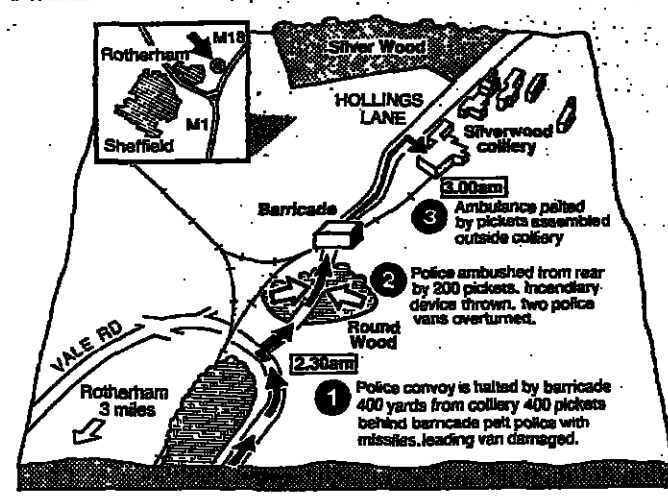 M18
Rotherham
Sheffield
M1
Silver Wood
HOLLINGS
LANE
Silverwood
colliery
3.00am
Barricade
3 Ambulance pelted
by pickets assembled
outside colliery
2 Police ambushed from rear
by 200 pickets. Incendiary
device thrown, two police
vans overturned.
Round
Wood
VALE RD
2.30am
Rotherham
3 miles
1 Police convoy is halted by barricade
400 yards from colliery 400 pickets
behind barricade pelt police with
missiles, leading van damaged.